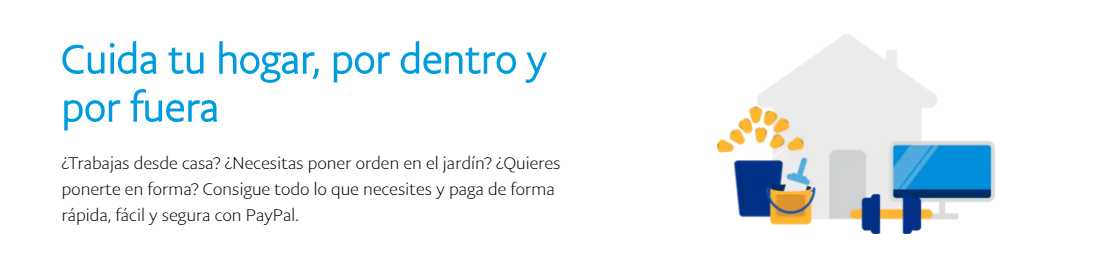 Cuida tu hogar, por dentro y
por fuera
¿Trabajas desde casa? ¿Necesitas poner orden en el jardín? ¿Quieres
ponerte en forma? Consigue todo lo que necesites y paga de forma
rápida, fácil y segura con PayPal.